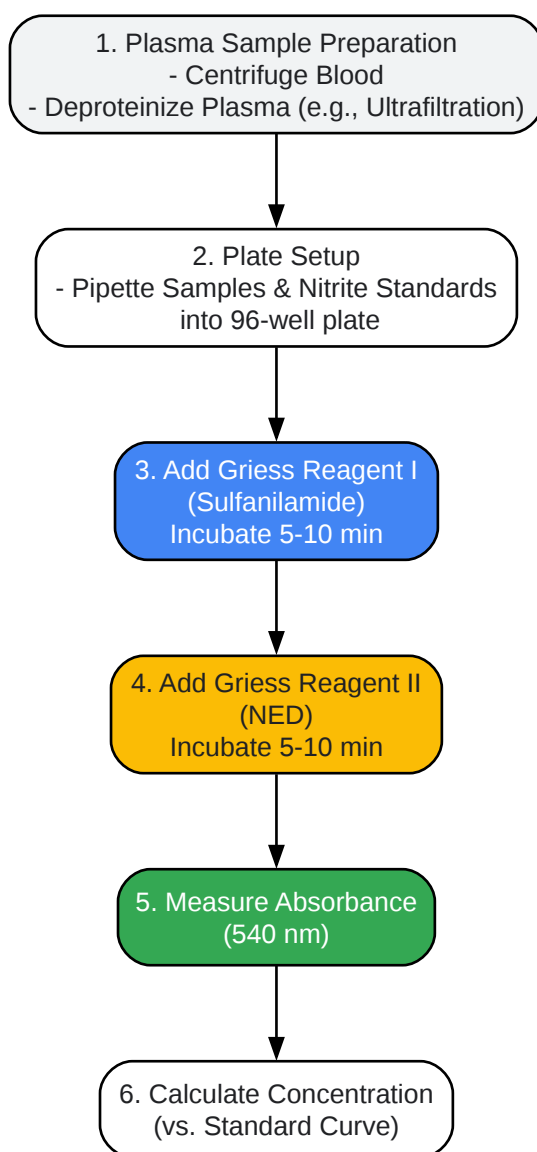 1. Plasma Sample Preparation
- Centrifuge Blood
- Deproteinize Plasma (e.g., Ultrafiltration)
2. Plate Setup
- Pipette Samples & Nitrite Standards
into 96-well plate
3. Add Griess Reagent I
(Sulfanilamide)
Incubate 5-10 min
4. Add Griess Reagent II
(NED)
Incubate 5-10 min
5. Measure Absorbance
(540 nm)
6. Calculate Concentration
(vs. Standard Curve)